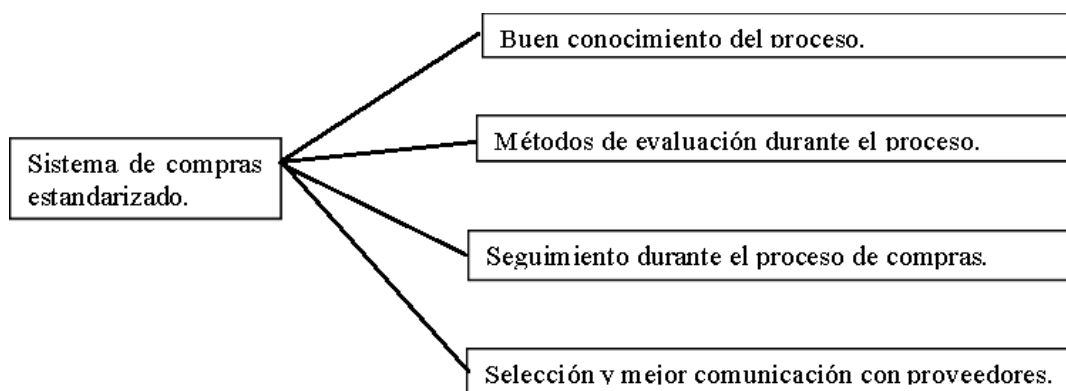 Buen conocimiento del proceso.
Métodos de evaluación durante el proceso.
Sistema de compras
estandarizado.
Seguimiento durante el proceso de compras.
Selección y mejor comunicación con proveedores.